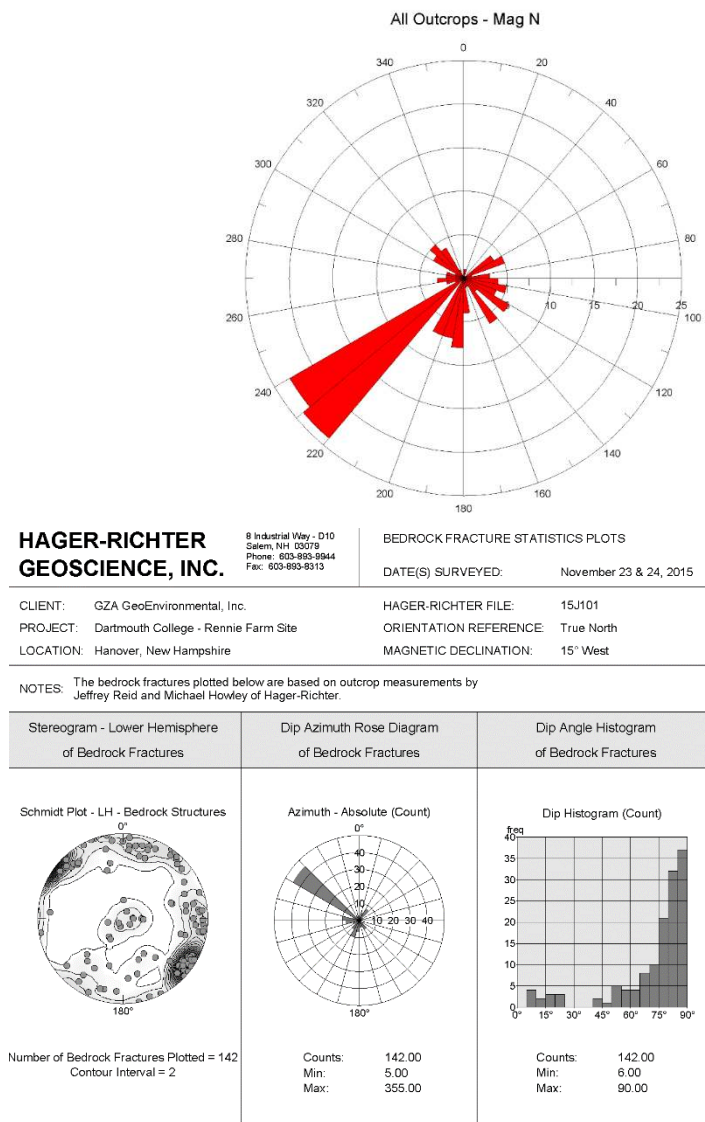 All Outcrops - Mag N
0
340
20
320
40
300
60
280
80
10
15
20
25
260
100
240
120
220
140
200
160
180
HAGER-RICHTER
GEOSCIENCE, INC.
8 Industrial Way - D10
Salem, NH 03079
Phone: 603-893-9944
Fax: 603-893-8313
BEDROCK FRACTURE STATISTICS PLOTS
DATE(S) SURVEYED: November 23 & 24, 2015
CLIENT: GZA GeoEnvironmental, Inc.
HAGER-RICHTER FILE: 15J101
PROJECT: Dartmouth College - Rennie Farm Site
ORIENTATION REFERENCE: True North
LOCATION: Hanover, New Hampshire
MAGNETIC DECLINATION: 15° West
NOTES: The bedrock fractures plotted below are based on outcrop measurements by
Jeffrey Reid and Michael Howley of Hager-Richter.
Stereogram - Lower Hemisphere
of Bedrock Fractures
Dip Azimuth Rose Diagram
of Bedrock Fractures
Dip Angle Histogram
of Bedrock Fractures
Schmidt Plot - LH - Bedrock Structures
0°
180°
Number of Bedrock Fractures Plotted = 142
Contour Interval = 2
Azimuth - Absolute (Count)
0°
40
30
20
10
10 20 30 40
180°
Counts: 142.00
Min: 5.00
Max: 355.00
Dip Histogram (Count)
freq
40
35
30
25
20
15
10
5
0
0° 15° 30° 45° 60° 75° 90°
Counts: 142.00
Min: 6.00
Max: 90.00